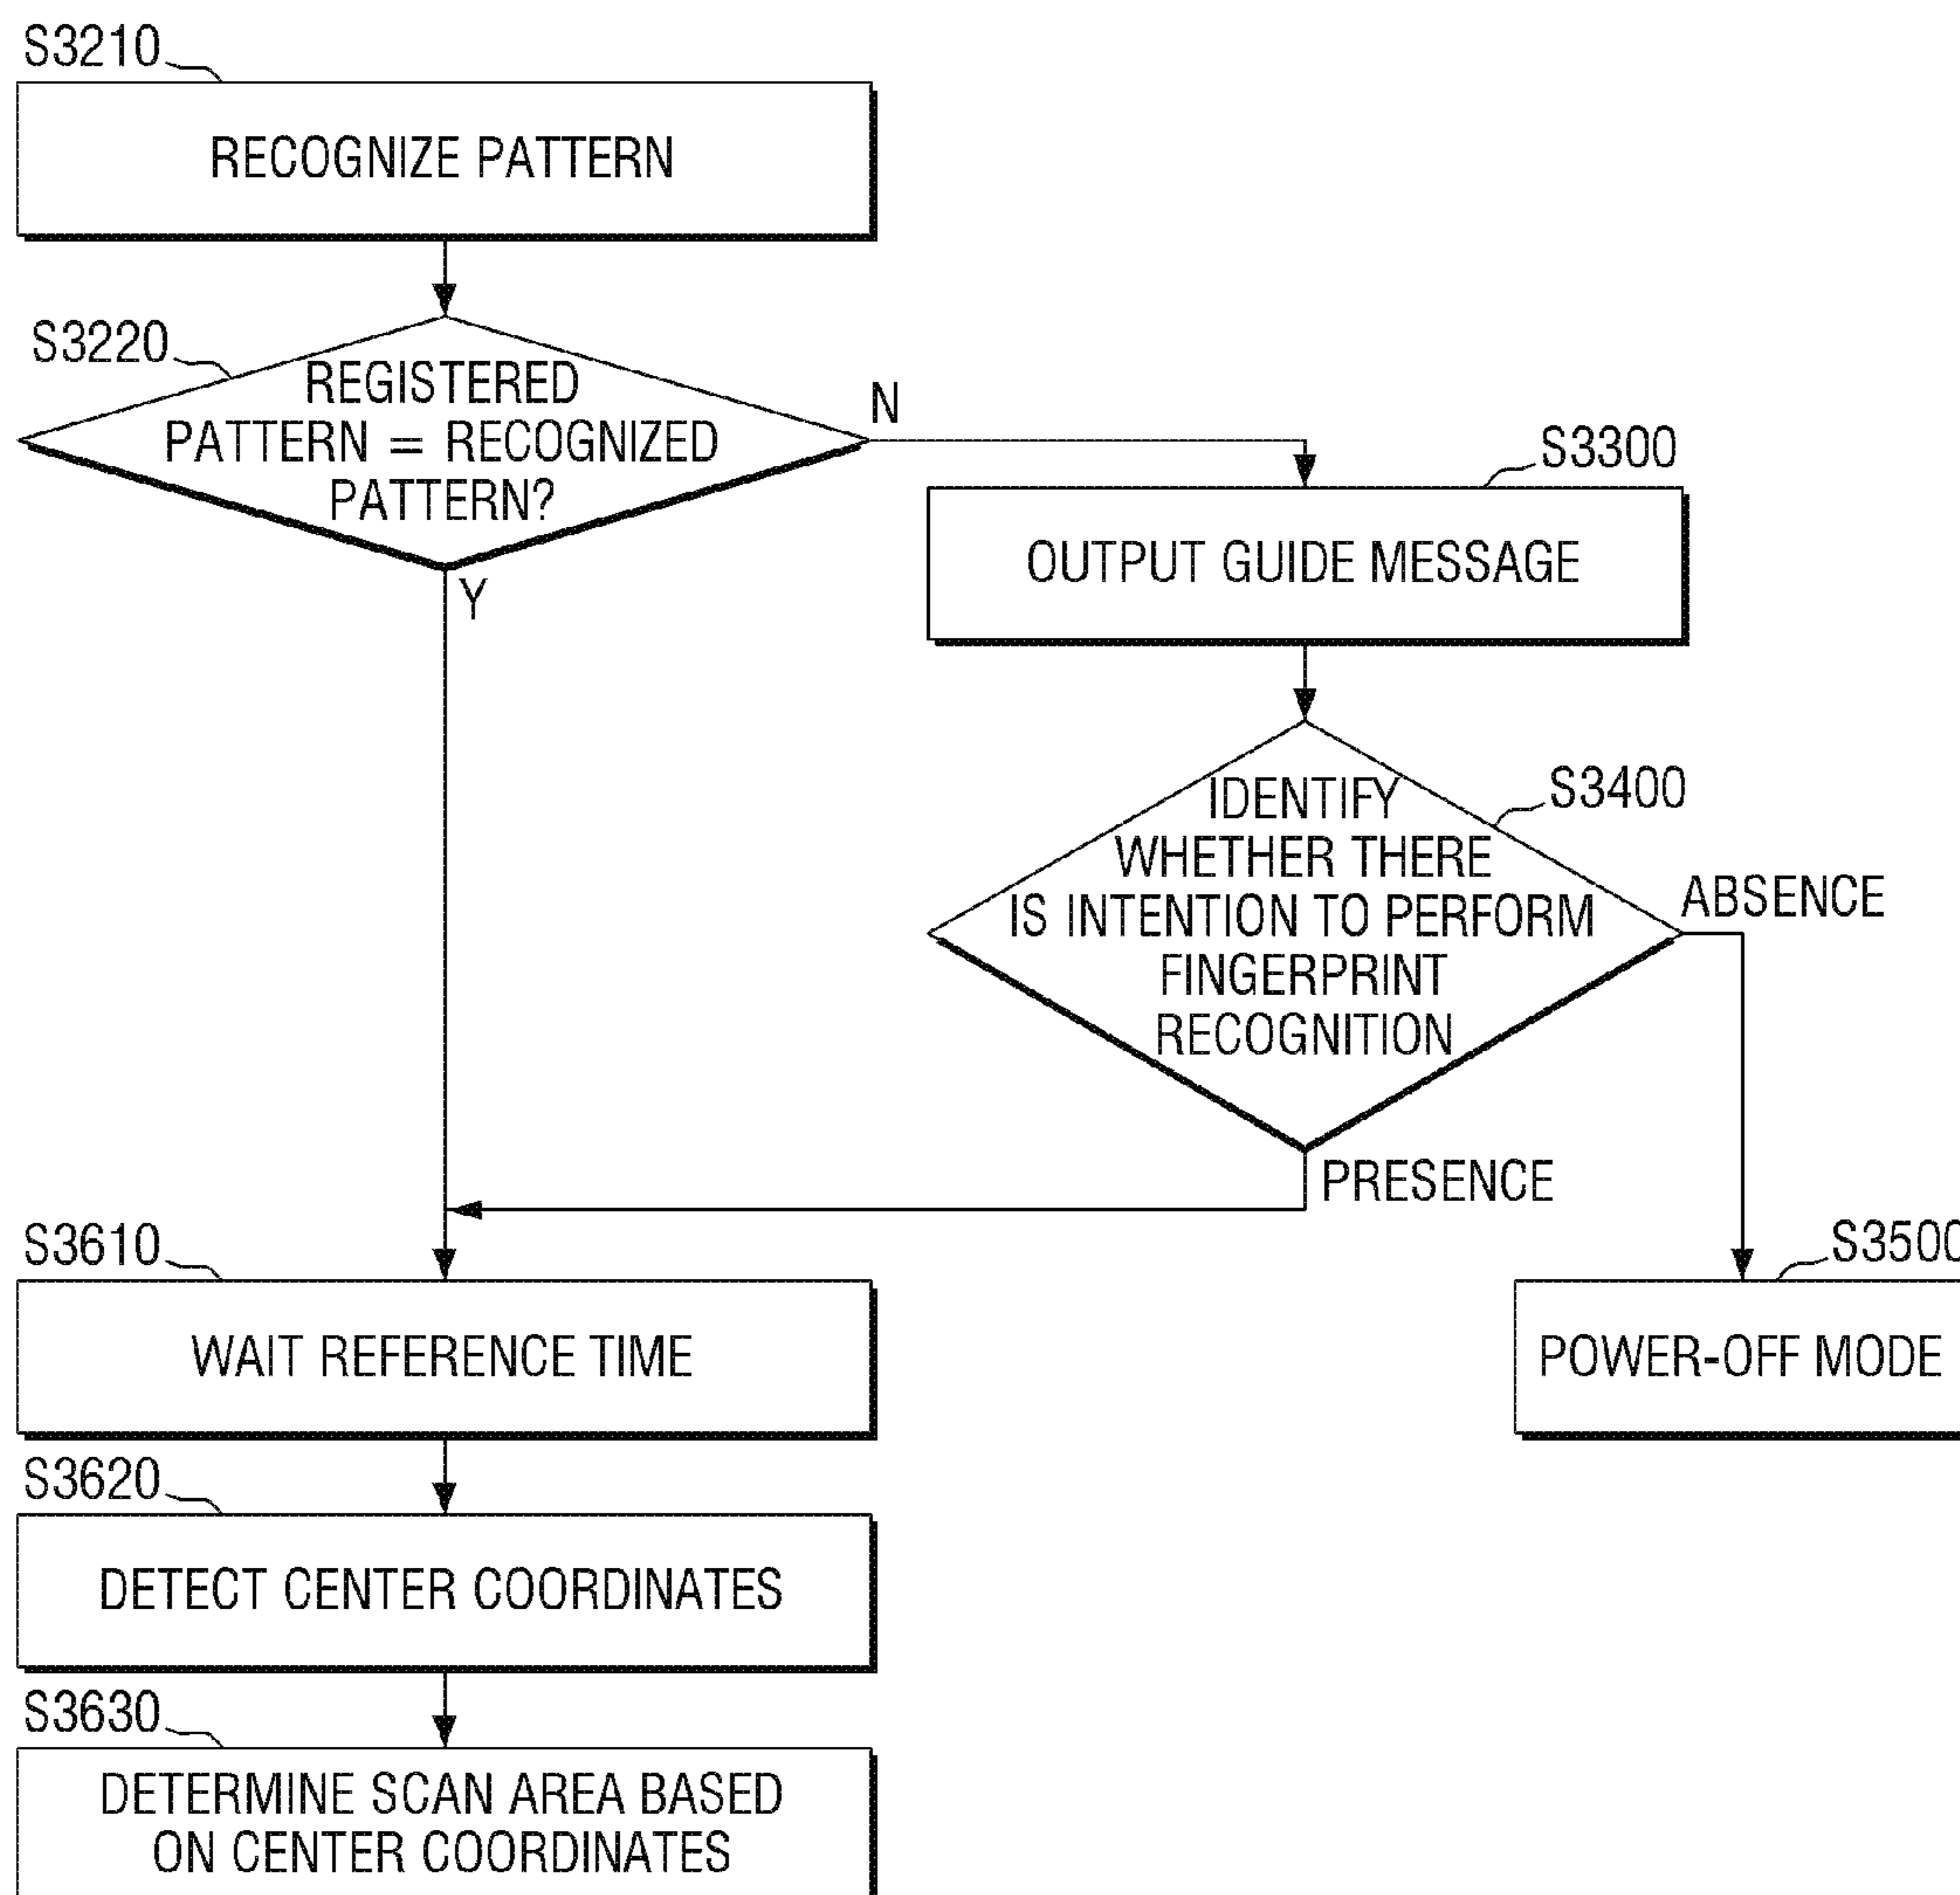 S3210
RECOGNIZE PATTERN
S3220
REGISTERED
PATTERN = RECOGNIZED
PATTERN?
N
Y
S3300
OUTPUT GUIDE MESSAGE
S3400
IDENTIFY
WHETHER THERE
IS INTENTION TO PERFORM
FINGERPRINT
RECOGNITION
ABSENCE
PRESENCE
S3610
WAIT REFERENCE TIME
S3500
POWER-OFF MODE
S3620
DETECT CENTER COORDINATES
S3630
DETERMINE SCAN AREA BASED
ON CENTER COORDINATES